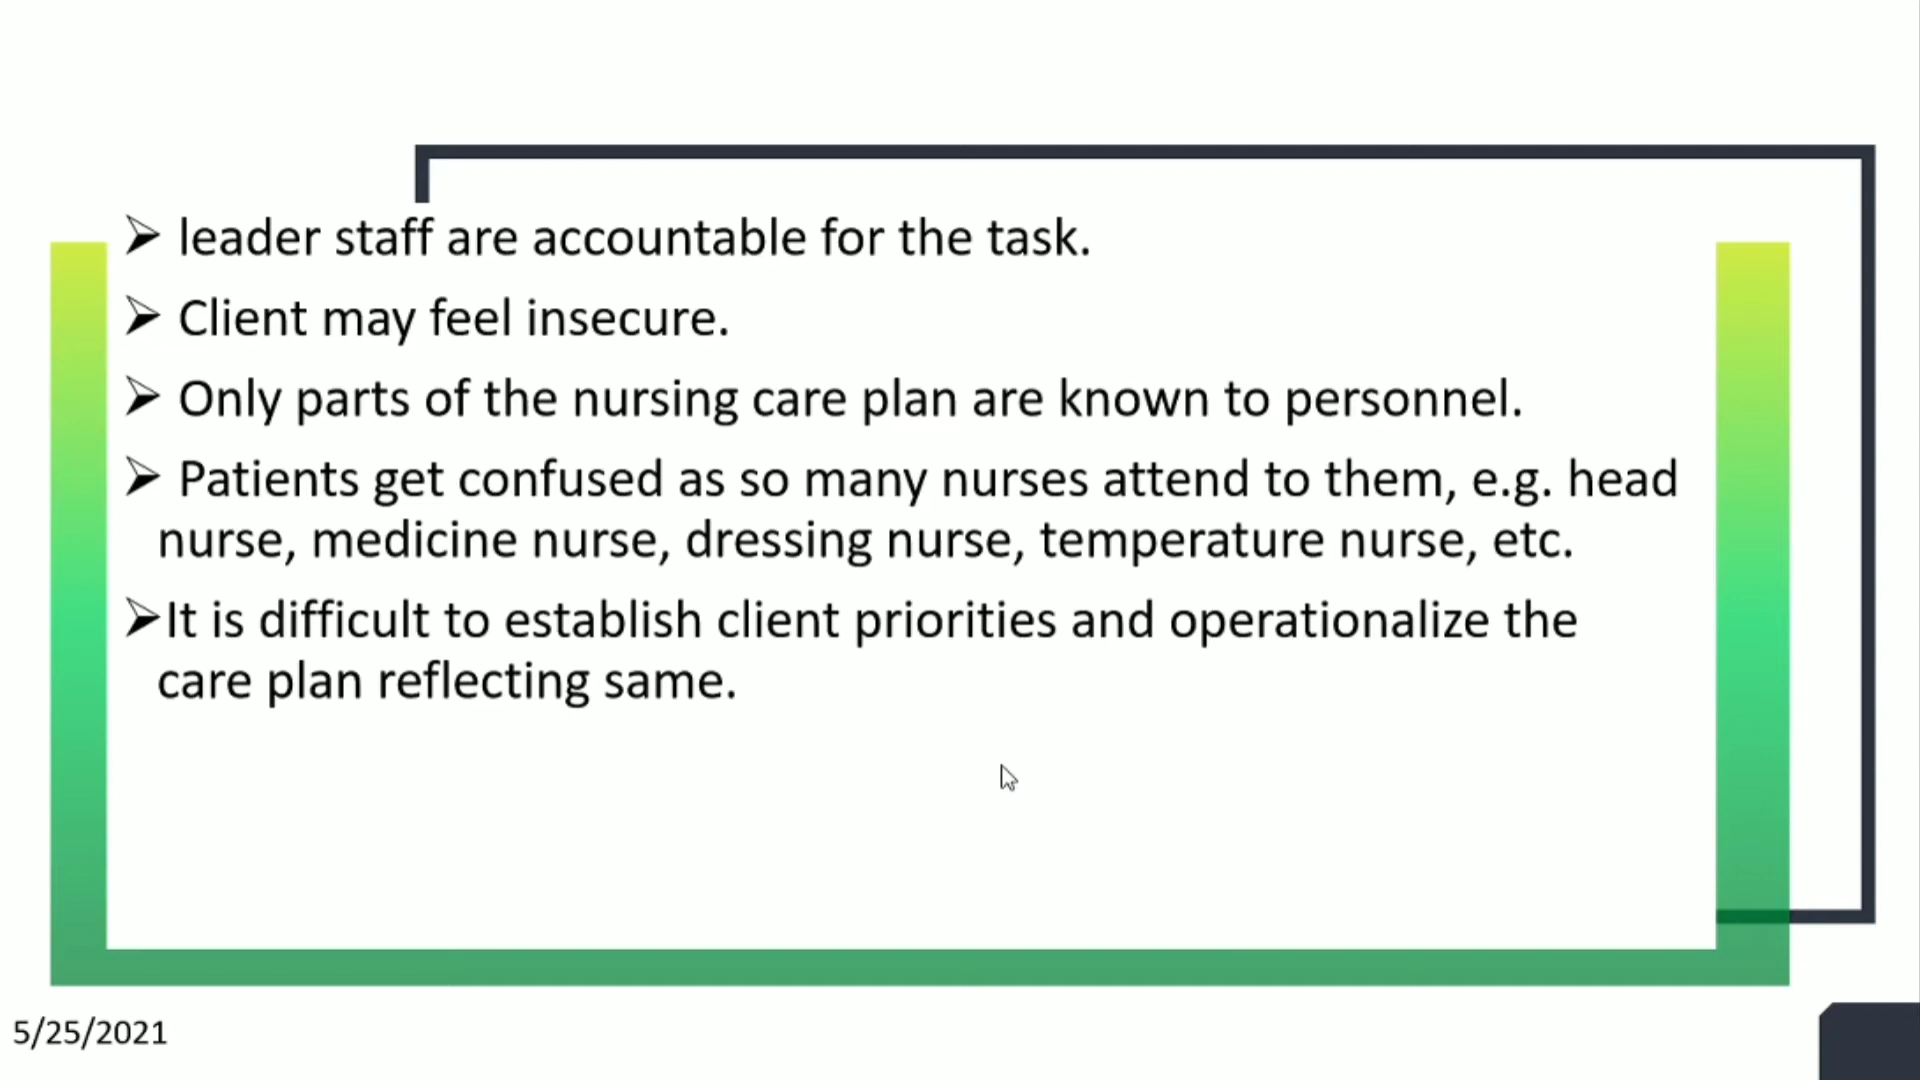 ➢ leader staff are accountable for the task.
➢ Client may feel insecure.
➢ Only parts of the nursing care plan are known to personnel.
➢ Patients get confused as so many nurses attend to them, e.g. head
nurse, medicine nurse, dressing nurse, temperature nurse, etc.
➢It is difficult to establish client priorities and operationalize the
care plan reflecting same.
5/25/2021